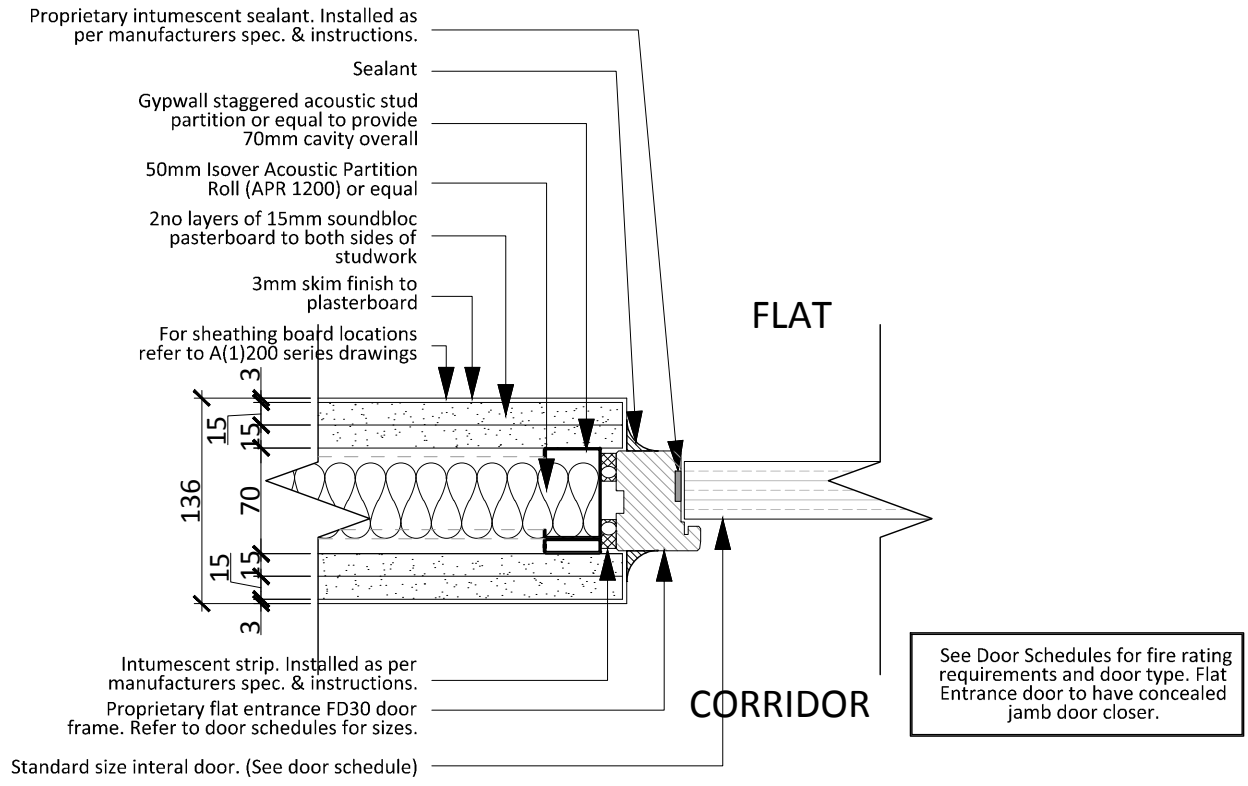 Proprietary intumescent sealant. Installed as
per manufacturers spec. & instructions.
Sealant
Gypwall staggered acoustic stud
partition or equal to provide
70mm cavity overall
50mm Isover Acoustic Partition
Roll (APR 1200) or equal
2no layers of 15mm soundbloc
pasterboard to both sides of
studwork
3mm skim finish to
plasterboard
For sheathing board locations
refer to A(1)200 series drawings
FLAT
3
15
15
136
70
15
15
3
Intumescent strip. Installed as per
manufacturers spec. & instructions.
Proprietary flat entrance FD30 door
frame. Refer to door schedules for sizes.
Standard size interal door. (See door schedule)
CORRIDOR
See Door Schedules for fire rating
requirements and door type. Flat
Entrance door to have concealed
jamb door closer.